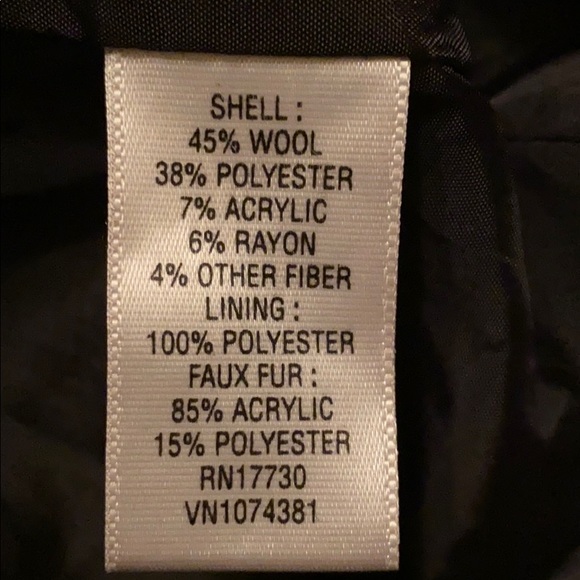 SHELL :
45% WOOL
38% POLYESTER
7% ACRYLIC
6% RAYON
4% OTHER FIBER
LINING :
100% POLYESTER
FAUX FUR :
85% ACRYLIC
15% POLYESTER
RN17730
VN1074381